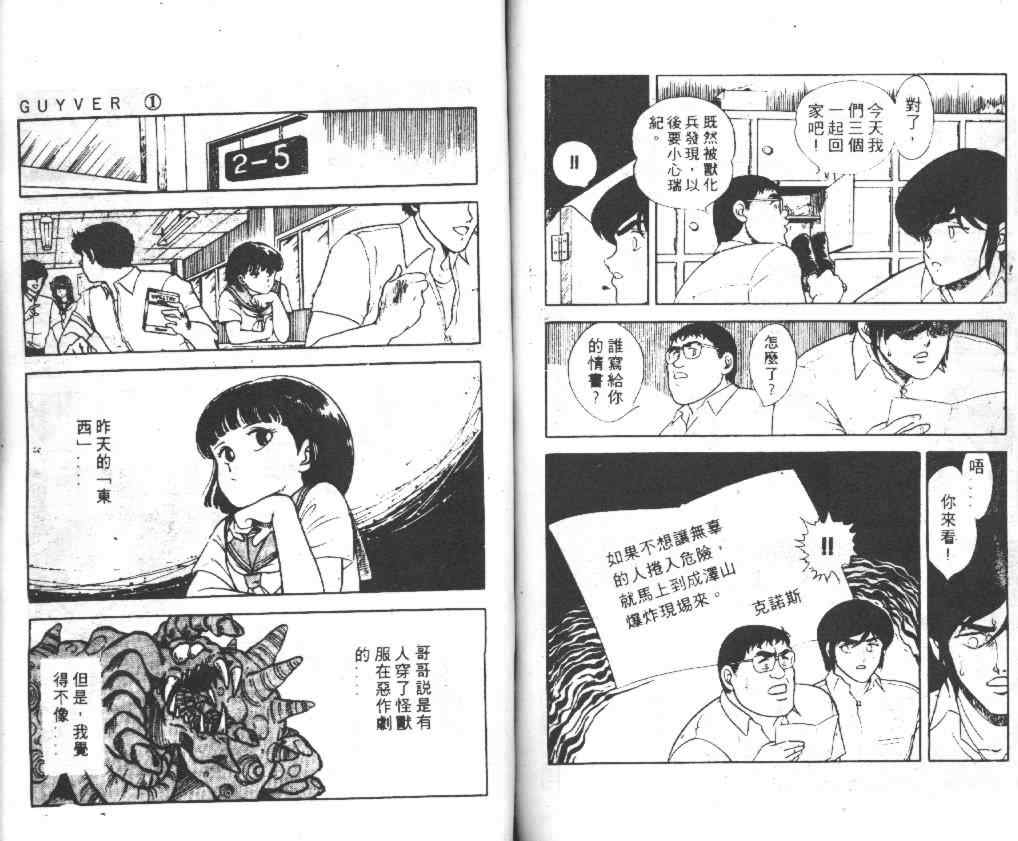 對了，
今天我
們三個
一起回
家吧！
既然被獸化
兵發現，以
後要小心瑞
紀。
!!
怎麼了？
誰寫給你
的情書？
唔……
你來看！
!!
如果不想讓無辜
的人捲入危險，
就馬上到成澤山
爆炸現場來。
克諾斯
GUYVER ①
2-5
昨天的「東
西」……
哥哥說是有
人穿了怪獸
服在惡作劇
的……
但是，我覺
得不像……